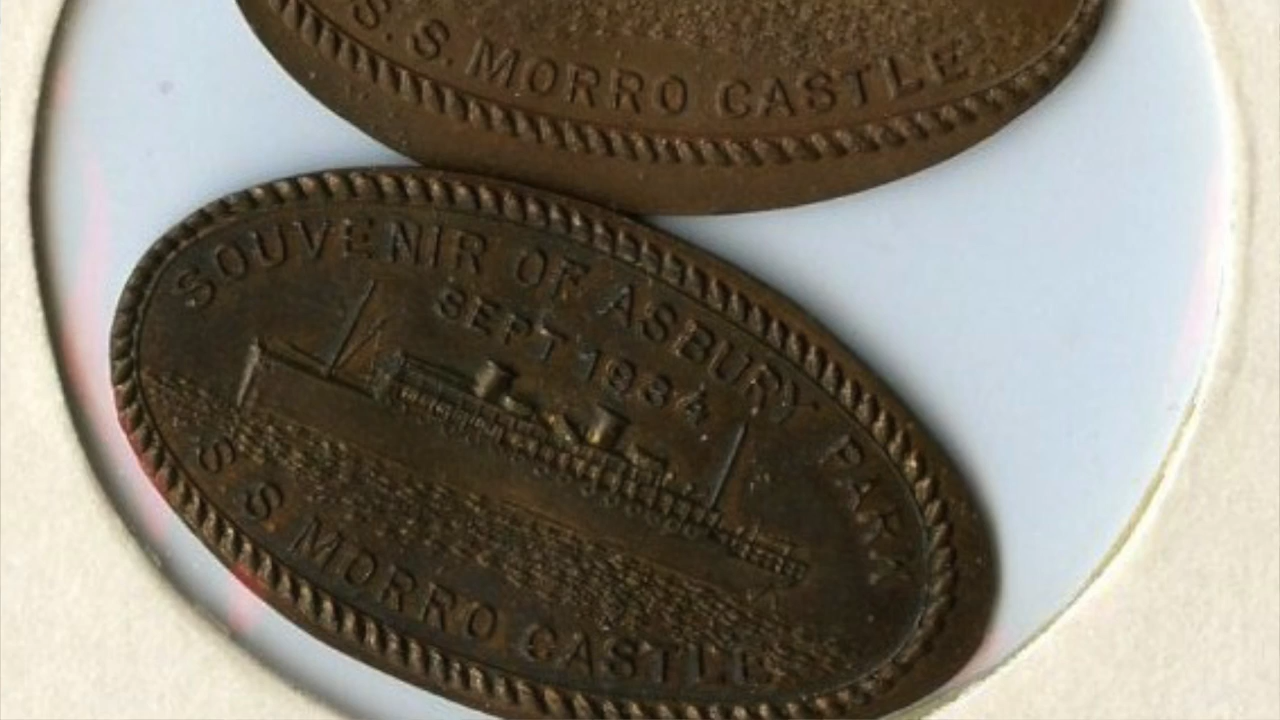 S. S. MORRO CASTLE.
SOUVENIR OF ASBURY PARK
SEPT 1934
S S MORRO CASTLE